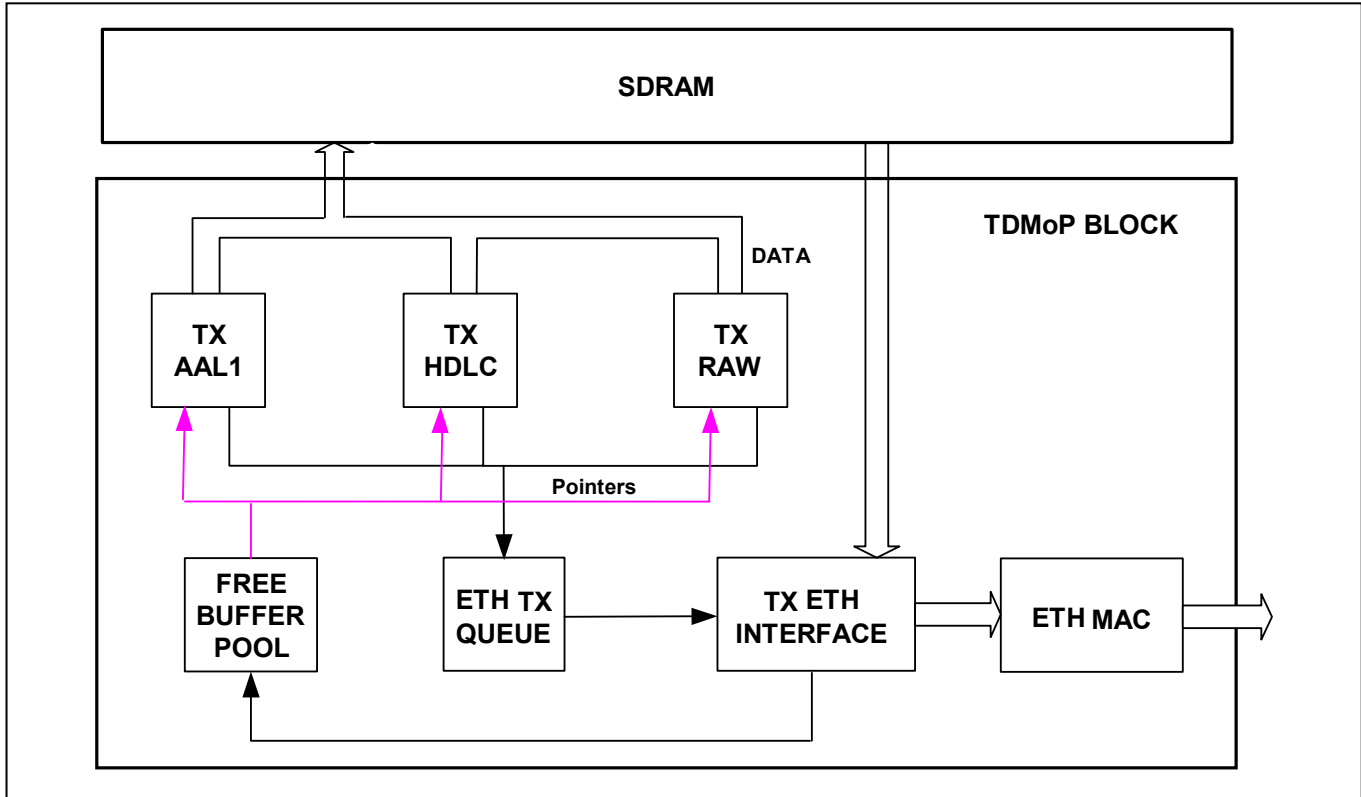 SDRAM
TDMoP BLOCK
DATA
TX
AAL1
TX
HDLC
TX
RAW
Pointers
FREE
BUFFER
POOL
ETH TX
QUEUE
TX ETH
INTERFACE
ETH MAC